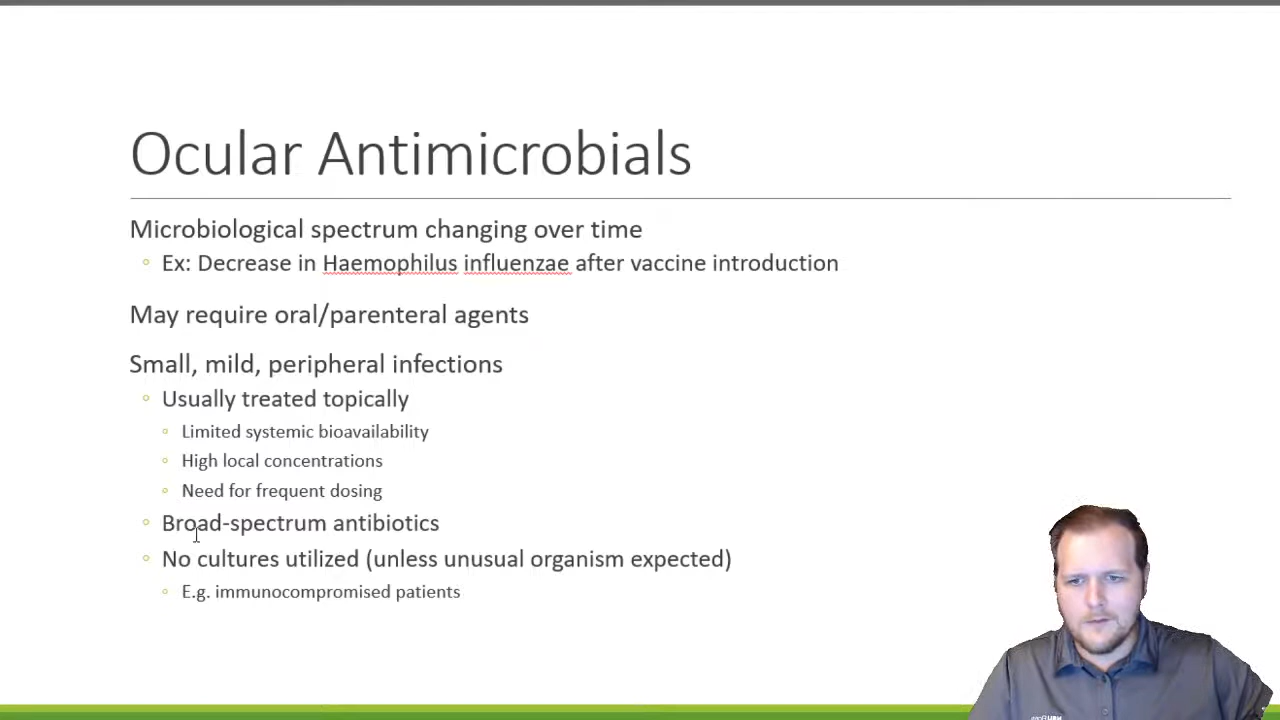 Ocular Antimicrobials
Microbiological spectrum changing over time
Ex: Decrease in Haemophilus influenzae after vaccine introduction
May require oral/parenteral agents
Small, mild, peripheral infections
Usually treated topically
Limited systemic bioavailability
High local concentrations
Need for frequent dosing
Broad-spectrum antibiotics
No cultures utilized (unless unusual organism expected)
E.g. immunocompromised patients